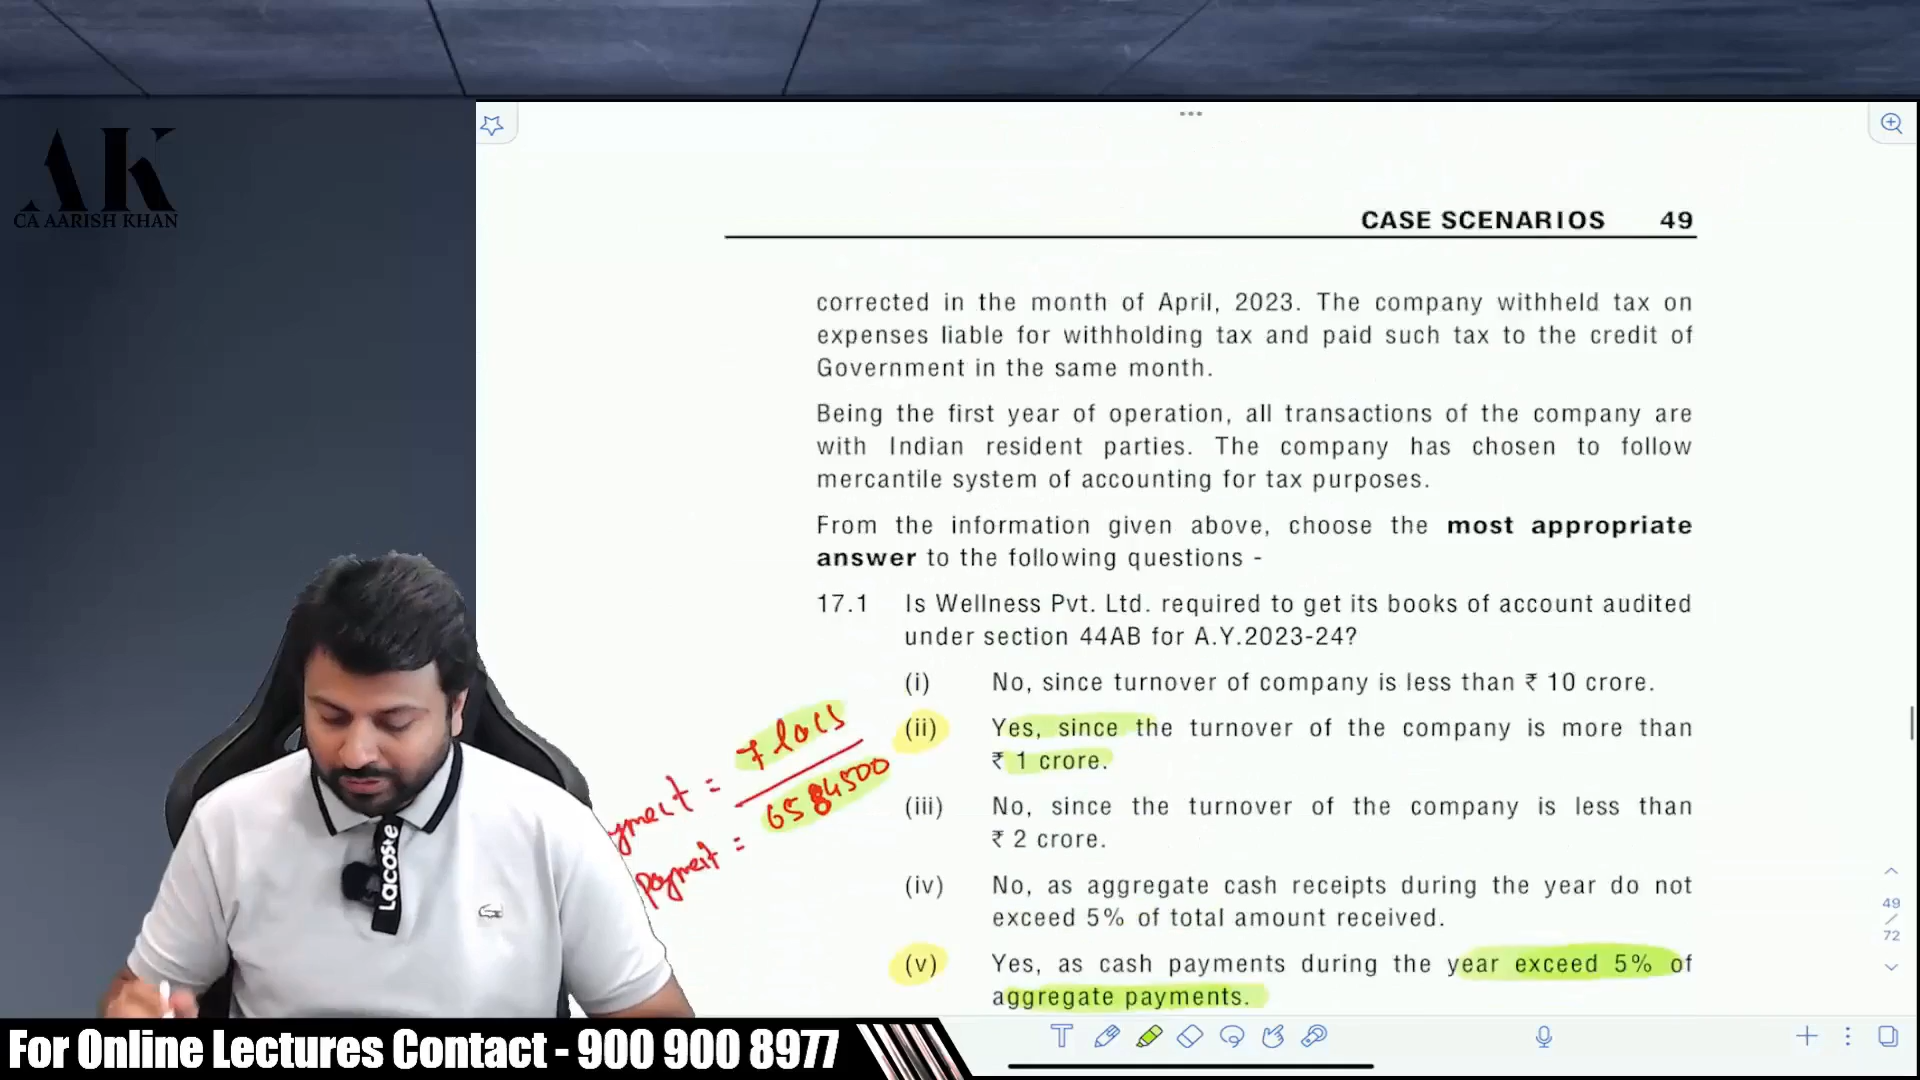 AK
CA AARISH KHAN
CASE SCENARIOS 49
corrected in the month of April, 2023. The company withheld tax on
expenses liable for withholding tax and paid such tax to the credit of
Government in the same month.
Being the first year of operation, all transactions of the company are
with Indian resident parties. The company has chosen to follow
mercantile system of accounting for tax purposes.
From the information given above, choose the most appropriate
answer to the following questions -
17.1 Is Wellness Pvt. Ltd. required to get its books of account audited
under section 44AB for A.Y.2023-24?
(i) No, since turnover of company is less than ₹ 10 crore.
(ii) Yes, since the turnover of the company is more than
₹ 1 crore.
(iii) No, since the turnover of the company is less than
₹ 2 crore.
(iv) No, as aggregate cash receipts during the year do not
exceed 5% of total amount received.
(v) Yes, as cash payments during the year exceed 5% of
aggregate payments.
yment = 7 lacs
payment = 6584500
49
/
72
Lacoste
T
For Online Lectures Contact - 900 900 8977